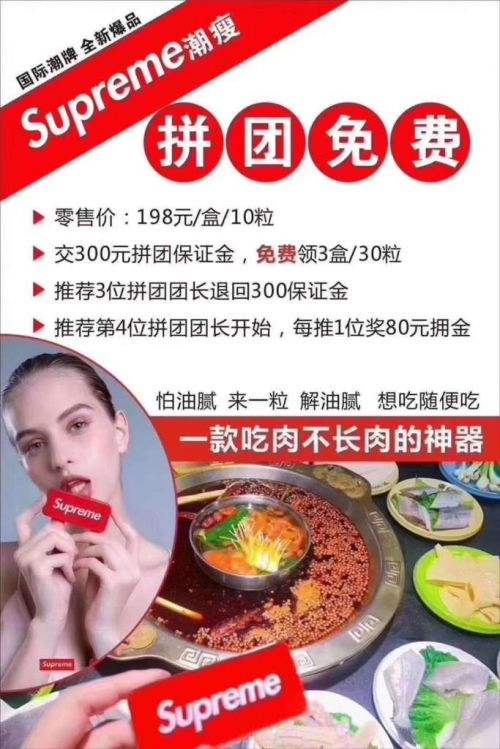 国际潮牌 全新爆品
Supreme潮瘦
拼团免费
零售价：198元/盒/10粒
交300元拼团保证金，免费领3盒/30粒
推荐3位拼团团长退回300保证金
推荐第4位拼团团长开始，每推1位奖80元拥金
怕油腻 来一粒 解油腻 想吃随便吃
一款吃肉不长肉的神器
Supreme
Supreme
Supreme